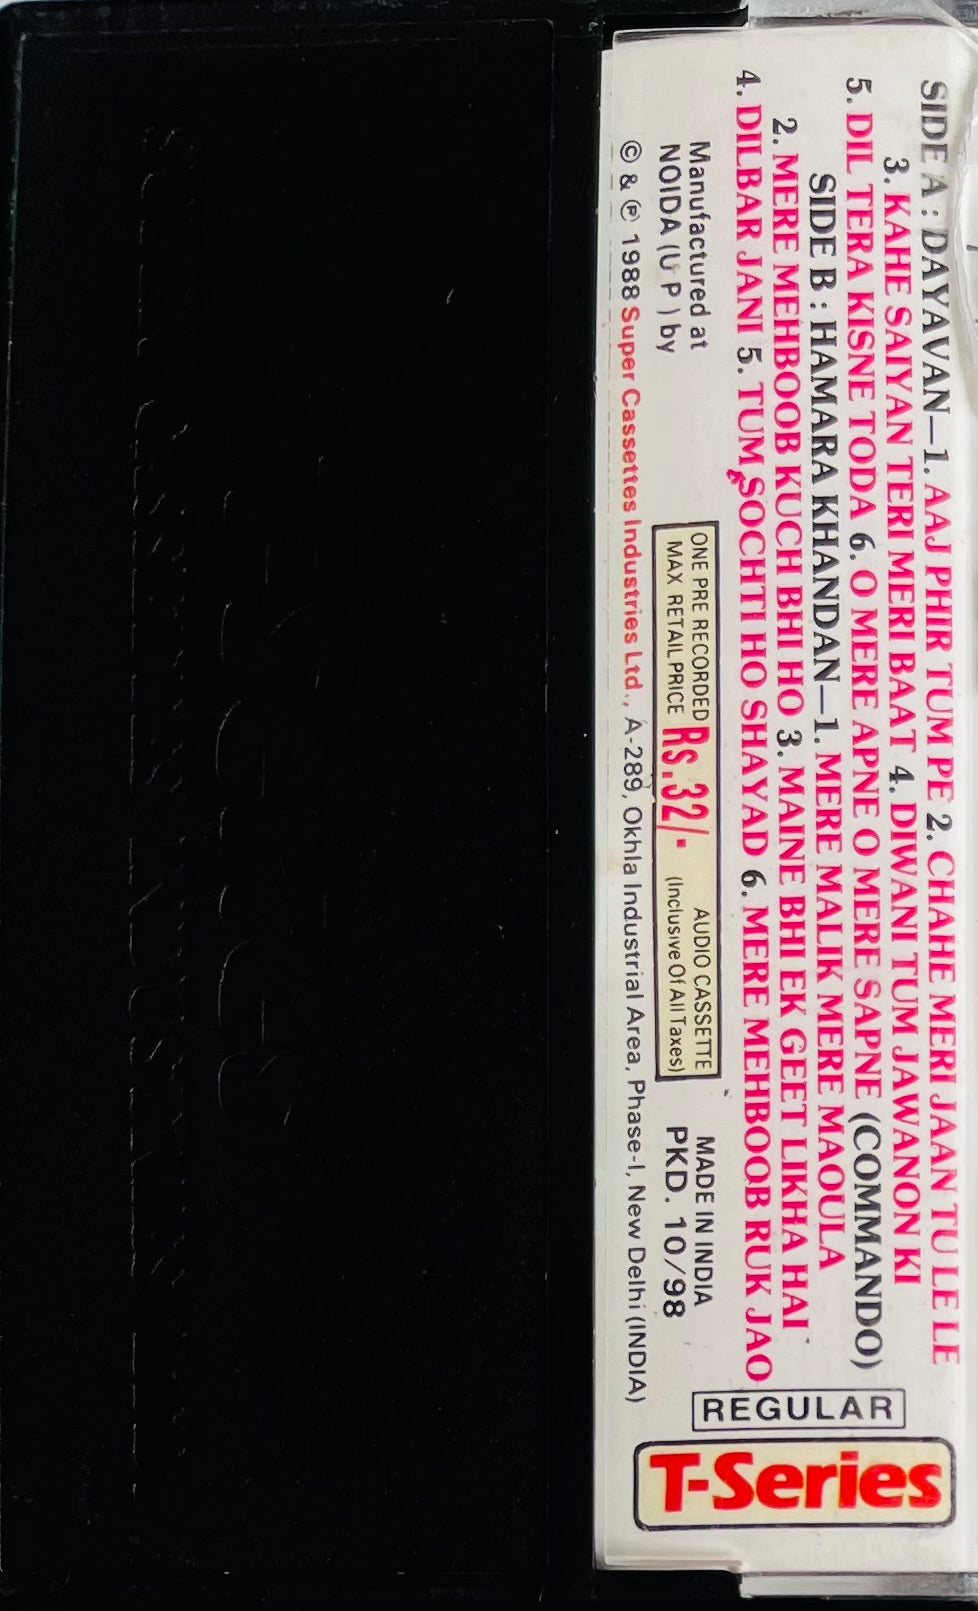 SIDE A : DAYAVAN—1. AAJ PHIR TUM PE 2. CHAHE MERI JAAN TU LE LE
3. KAHE SAIYAN TERI MERI BAAT 4. DIWANI TUM JAWANON KI
5. DIL TERA KISNE TODA 6. O MERE APNE O MERE SAPNE (COMMANDO)
SIDE B : HAMARA KHANDAN—1. MERE MALIK MERE MAOULA
2. MERE MEHBOOB KUCH BHI HO 3. MAINE BHI EK GEET LIKHA HAI
4. DILBAR JANI 5. TUM SOCHTI HO SHAYAD 6. MERE MEHBOOB RUK JAO
Manufactured at
NOIDA (U P ) by
ONE PRE RECORDED AUDIO CASSETTE
MAX RETAIL PRICE Rs.32/- (Inclusive Of All Taxes)
MADE IN INDIA
PKD. 10/98
© & ℗ 1988 Super Cassettes Industries Ltd., A-289, Okhla Industrial Area, Phase-I, New Delhi (INDIA)
REGULAR
T-Series